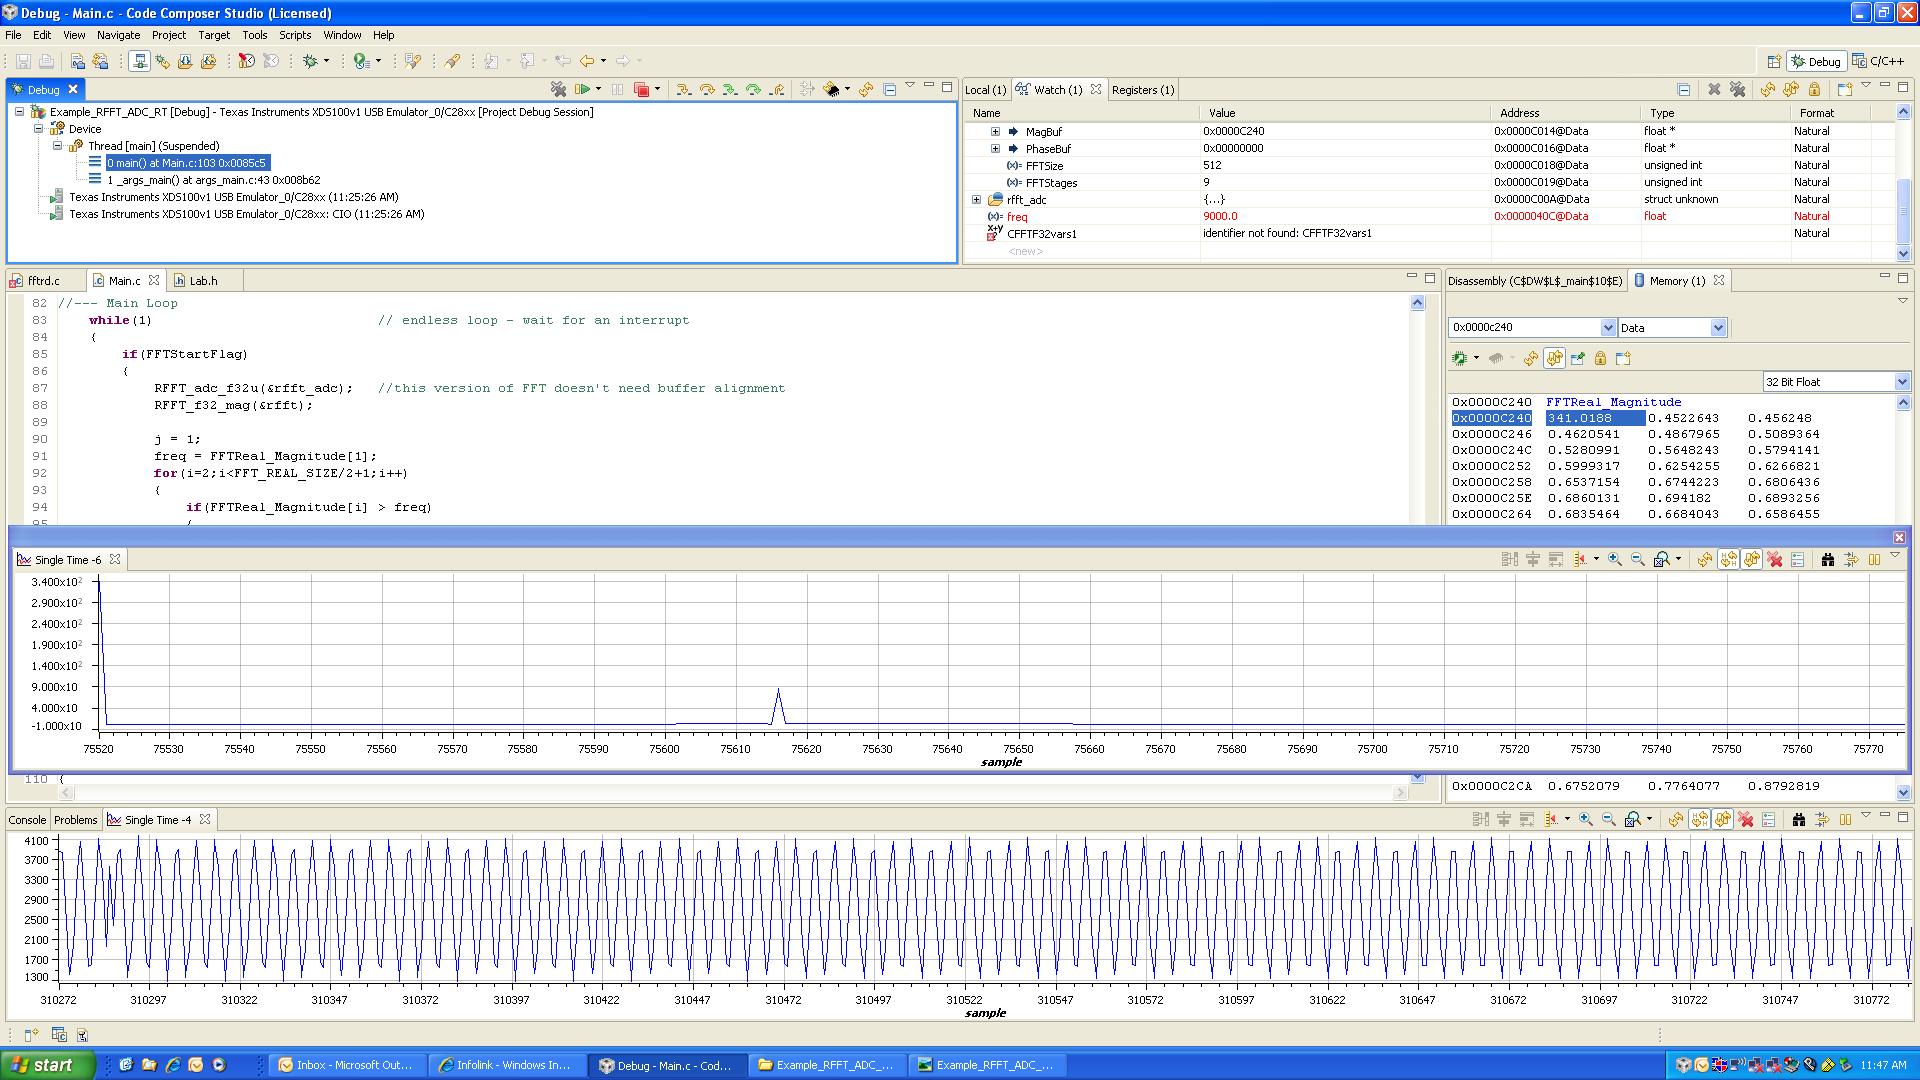 Debug - Main.c - Code Composer Studio (Licensed)
File Edit View Navigate Project Target Tools Scripts Window Help
Debug C/C++
Debug
Example_RFFT_ADC_RT [Debug] - Texas Instruments XDS100v1 USB Emulator_0/C28xx [Project Debug Session]
Device
Thread [main] (Suspended)
0 main() at Main.c:103 0x0085c5
1 _args_main() at args_main.c:43 0x008b62
Texas Instruments XDS100v1 USB Emulator_0/C28xx (11:25:26 AM)
Texas Instruments XDS100v1 USB Emulator_0/C28xx: CIO (11:25:26 AM)
Local (1) Watch (1) Registers (1)
Name Value Address Type Format
MagBuf 0x0000C240 0x0000C014@Data float * Natural
PhaseBuf 0x00000000 0x0000C016@Data float * Natural
(x)= FFTSize 512 0x0000C018@Data unsigned int Natural
(x)= FFTStages 9 0x0000C019@Data unsigned int Natural
rfft_adc {...} 0x0000C00A@Data struct unknown Natural
(x)= freq 9000.0 0x0000040C@Data float Natural
x+y CFFTF32vars1 identifier not found: CFFTF32vars1 Natural
<new>
fftrd.c Main.c Lab.h
82 //--- Main Loop
83 while(1) // endless loop - wait for an interrupt
84 {
85 if(FFTStartFlag)
86 {
87 RFFT_adc_f32u(&rfft_adc); //this version of FFT doesn't need buffer alignment
88 RFFT_f32_mag(&rfft);
89
90 j = 1;
91 freq = FFTReal_Magnitude[1];
92 for(i=2;i<FFT_REAL_SIZE/2+1;i++)
93 {
94 if(FFTReal_Magnitude[i] > freq)
95 {
Disassembly (C$DW$L$_main$10$E) Memory (1)
0x0000c240 Data
32 Bit Float
0x0000C240 FFTReal_Magnitude
0x0000C240 341.0188 0.4522643 0.456248
0x0000C246 0.4620541 0.4867965 0.5089364
0x0000C24C 0.5280991 0.5648243 0.5794141
0x0000C252 0.5999317 0.6254255 0.6266821
0x0000C258 0.6537154 0.6744223 0.6806436
0x0000C25E 0.6860131 0.694182 0.6893256
0x0000C264 0.6835464 0.6684043 0.6586455
Single Time -6
3.400x10²
2.900x10²
2.400x10²
1.900x10²
1.400x10²
9.000x10
4.000x10
-1.000x10
75520 75530 75540 75550 75560 75570 75580 75590 75600 75610 75620 75630 75640 75650 75660 75670 75680 75690 75700 75710 75720 75730 75740 75750 75760 75770
sample
110 {
0x0000C2CA 0.6752079 0.7764077 0.8792819
Console Problems Single Time -4
4100
3700
3300
2900
2500
2100
1700
1300
310272 310297 310322 310347 310372 310397 310422 310447 310472 310497 310522 310547 310572 310597 310622 310647 310672 310697 310722 310747 310772
sample
start Inbox - Microsoft Out... Infolink - Windows In... Debug - Main.c - Cod... Example_RFFT_ADC_... Example_RFFT_ADC_... 11:47 AM